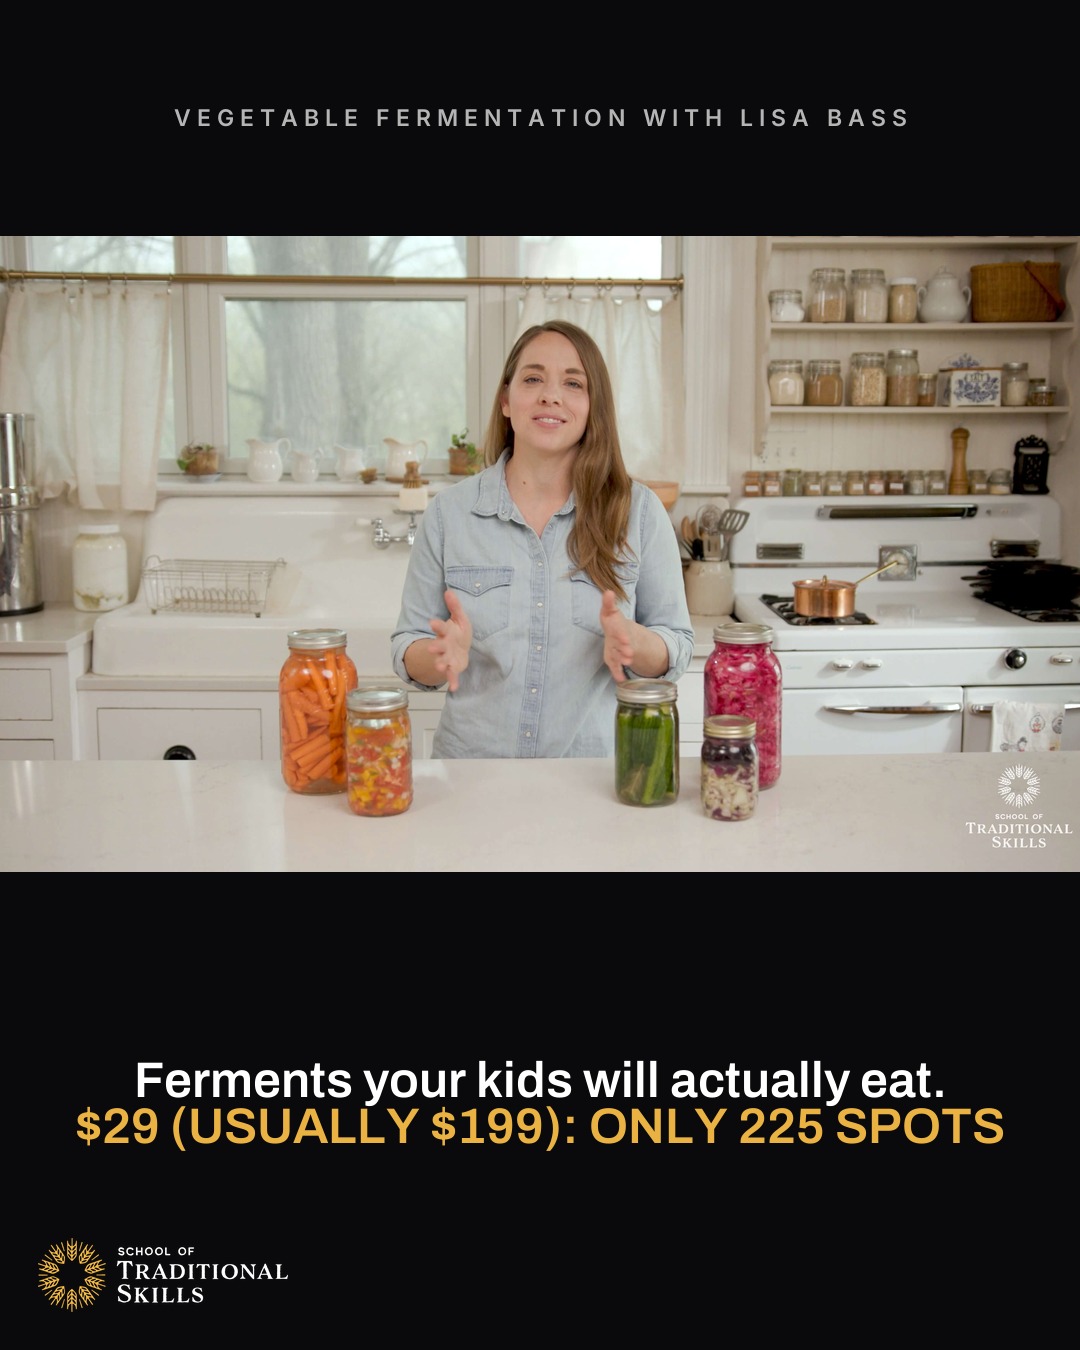 VEGETABLE FERMENTATION WITH LISA BASS
SCHOOL OF
TRADITIONAL
SKILLS
Ferments your kids will actually eat.
$29 (USUALLY $199): ONLY 225 SPOTS
SCHOOL OF
TRADITIONAL
SKILLS